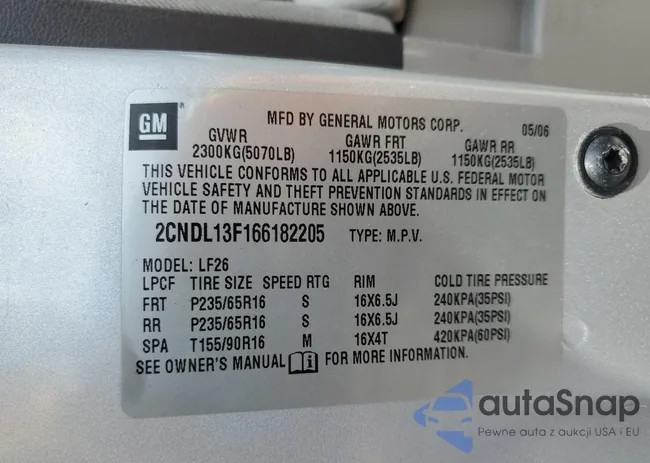 GM
MFD BY GENERAL MOTORS CORP. 05/06
GVWR GAWR FRT GAWR RR
2300KG(5070LB) 1150KG(2535LB) 1150KG(2535LB)
THIS VEHICLE CONFORMS TO ALL APPLICABLE U.S. FEDERAL MOTOR
VEHICLE SAFETY AND THEFT PREVENTION STANDARDS IN EFFECT ON
THE DATE OF MANUFACTURE SHOWN ABOVE.
2CNDL13F166182205 TYPE: M.P.V.
MODEL: LF26
LPCF TIRE SIZE SPEED RTG RIM COLD TIRE PRESSURE
FRT P235/65R16 S 16X6.5J 240KPA(35PSI)
RR P235/65R16 S 16X6.5J 240KPA(35PSI)
SPA T155/90R16 M 16X4T 420KPA(60PSI)
SEE OWNER'S MANUAL i FOR MORE INFORMATION.
autoSnap
Pewne auta z aukcji USA i EU